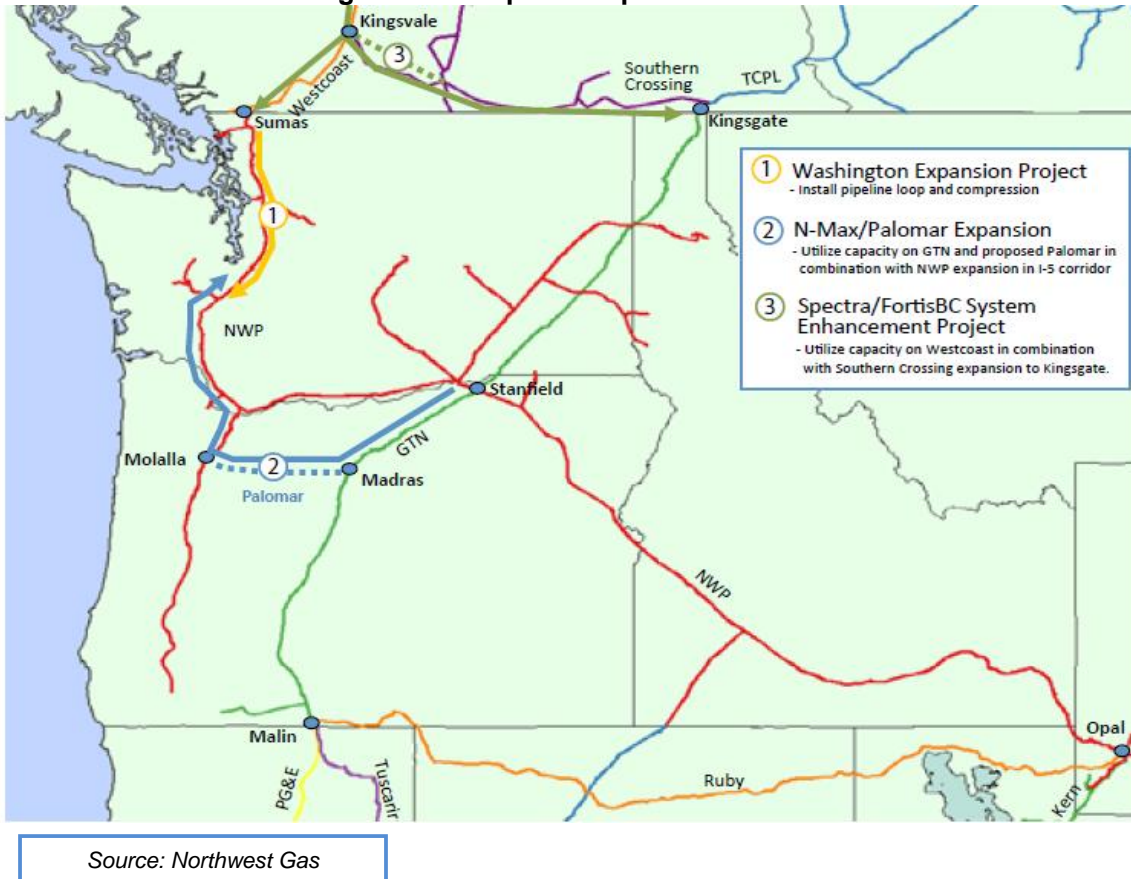 Kingsvale
3
Westcoast
Southern
Crossing
TCPL
Sumas
Kingsgate
1
1 Washington Expansion Project
- Install pipeline loop and compression
2 N-Max/Palomar Expansion
- Utilize capacity on GTN and proposed Palomar in
combination with NWP expansion in I-5 corridor
3 Spectra/FortisBC System
Enhancement Project
- Utilize capacity on Westcoast in combination
with Southern Crossing expansion to Kingsgate.
NWP
Stanfield
GTN
Molalla
2
Madras
Palomar
NWP
Malin
Opal
PG&E
Tuscarir
Ruby
Kern
Source: Northwest Gas